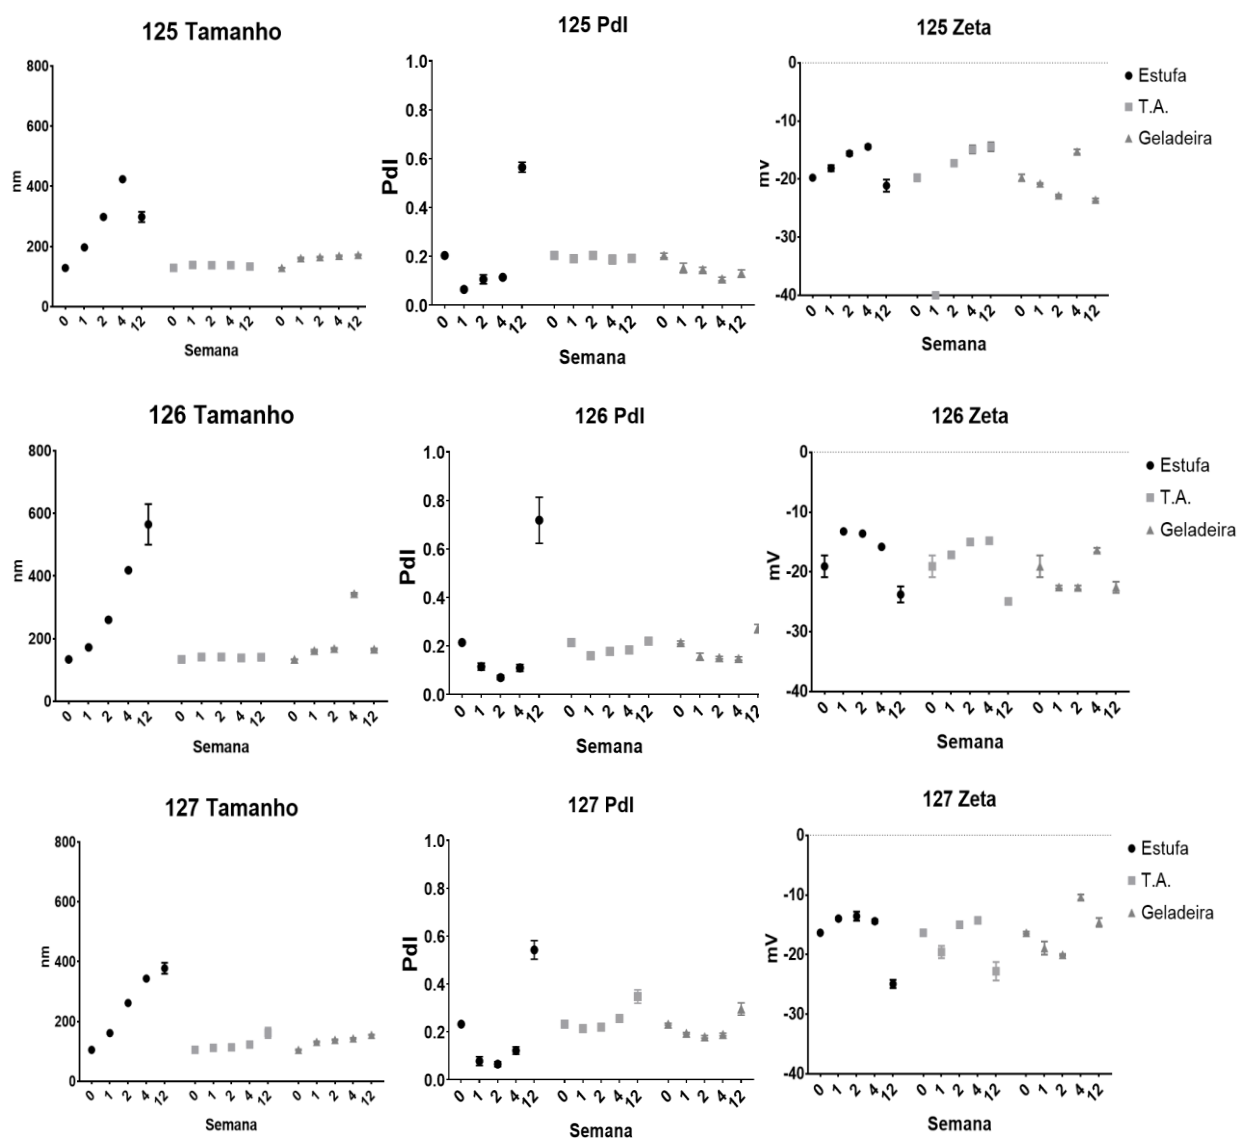 125 Tamanho
800
600
400
200
0
nm
0 1 2 4 12 0 1 2 4 12 0 1 2 4 12
Semana
125 PdI
1.0
0.8
0.6
0.4
0.2
0.0
PdI
0 1 2 4 12 0 1 2 4 12 0 1 2 4 12
Semana
125 Zeta
0
-10
-20
-30
-40
mV
0 1 2 4 12 0 1 2 4 12 0 1 2 4 12
Semana
Estufa
T.A.
Geladeira
126 Tamanho
800
600
400
200
0
nm
0 1 2 4 12 0 1 2 4 12 0 1 2 4 12
Semana
126 PdI
1.0
0.8
0.6
0.4
0.2
0.0
PdI
0 1 2 4 12 0 1 2 4 12 0 1 2 4 12
Semana
126 Zeta
0
-10
-20
-30
-40
mV
0 1 2 4 12 0 1 2 4 12 0 1 2 4 12
Semana
Estufa
T.A.
Geladeira
127 Tamanho
800
600
400
200
0
nm
0 1 2 4 12 0 1 2 4 12 0 1 2 4 12
Semana
127 PdI
1.0
0.8
0.6
0.4
0.2
0.0
PdI
0 1 2 4 12 0 1 2 4 12 0 1 2 4 12
Semana
127 Zeta
0
-10
-20
-30
-40
mV
0 1 2 4 12 0 1 2 4 12 0 1 2 4 12
Semana
Estufa
T.A.
Geladeira